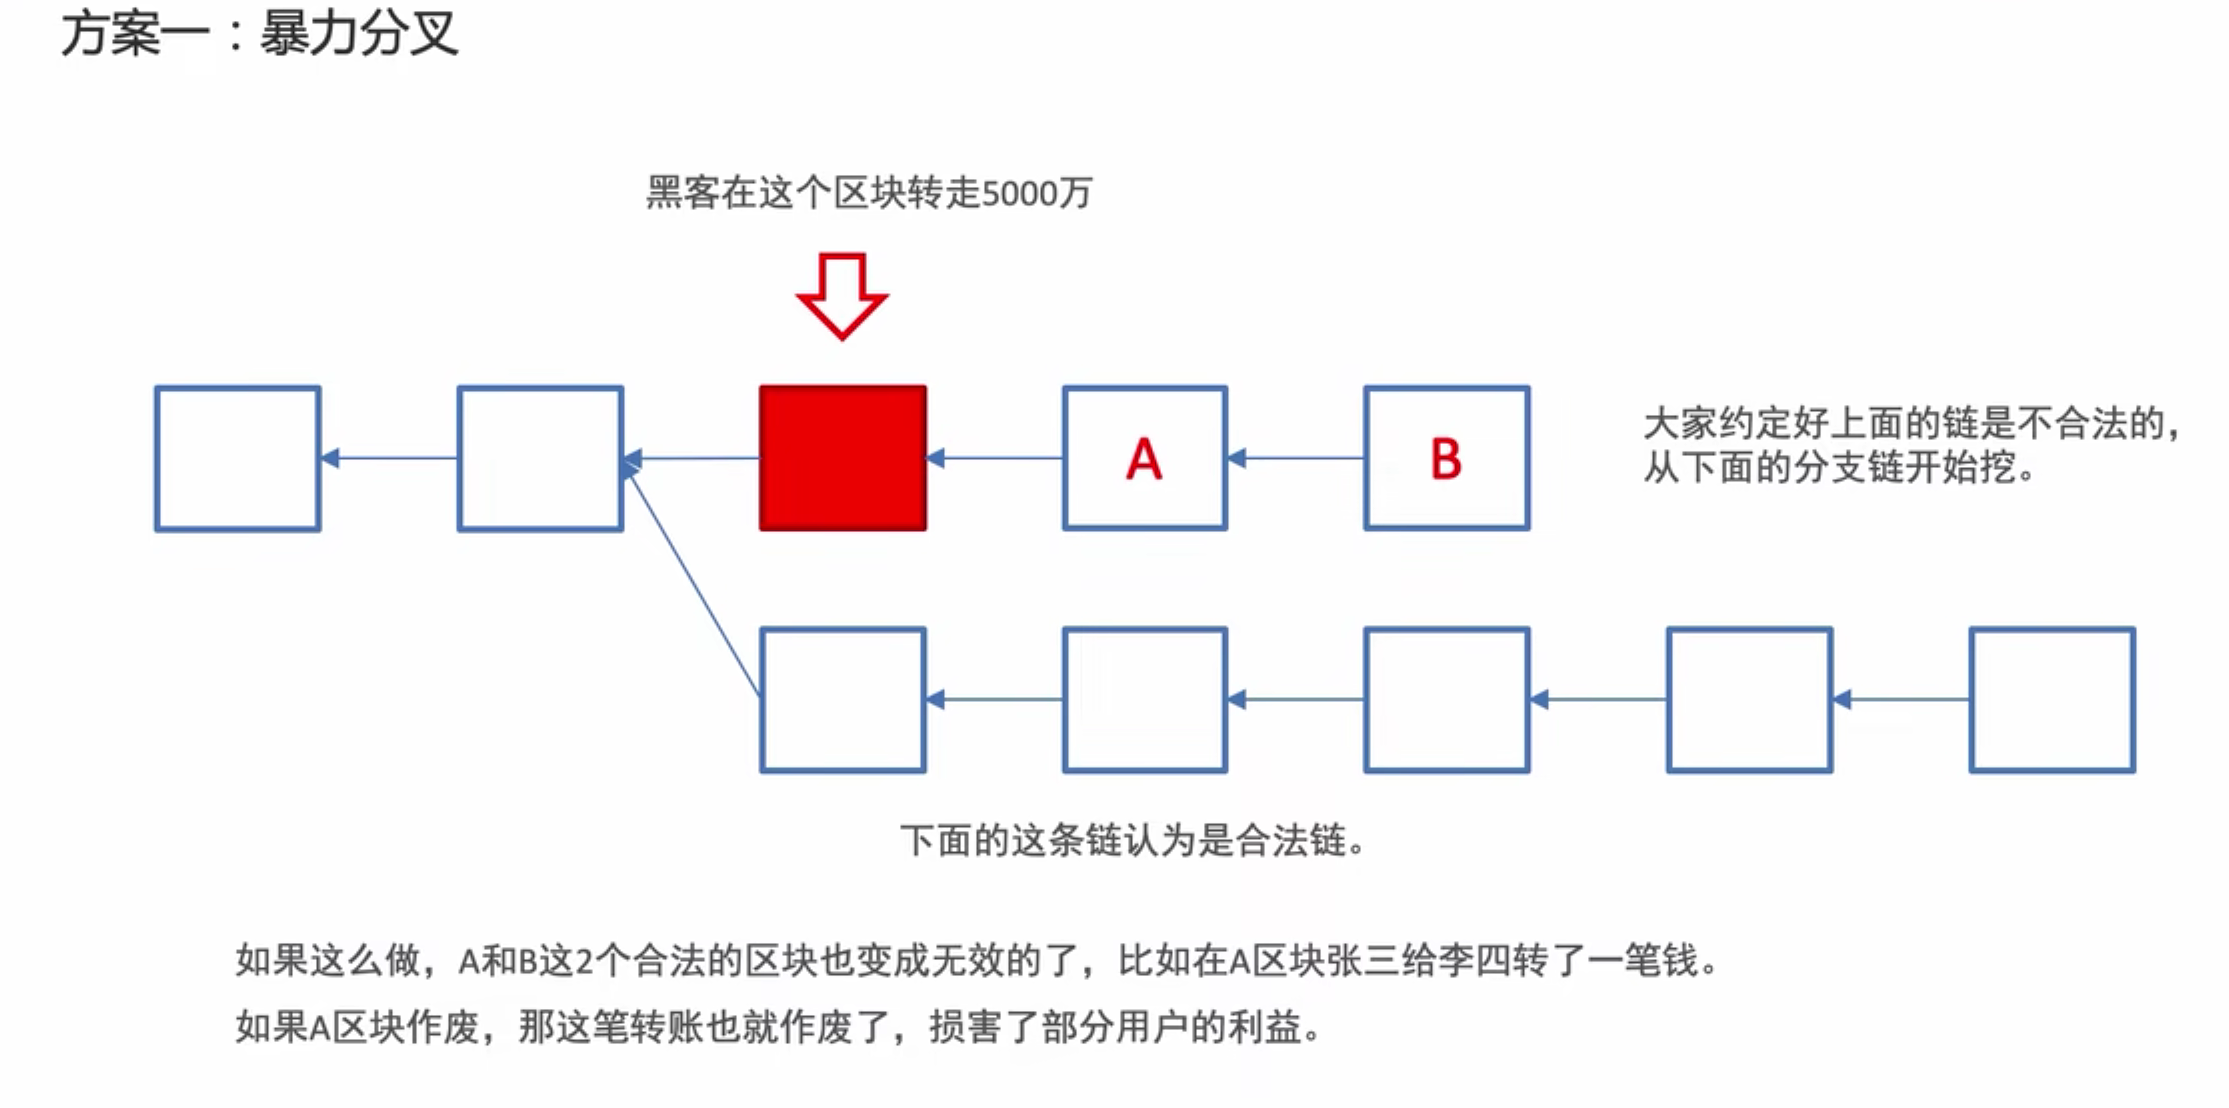 方案一：暴力分叉
黑客在这个区块转走5000万
A
B
大家约定好上面的链是不合法的，
从下面的分支链开始挖。
下面的这条链认为是合法链。
如果这么做，A和B这2个合法的区块也变成无效的了，比如在A区块张三给李四转了一笔钱。
如果A区块作废，那这笔转账也就作废了，损害了部分用户的利益。